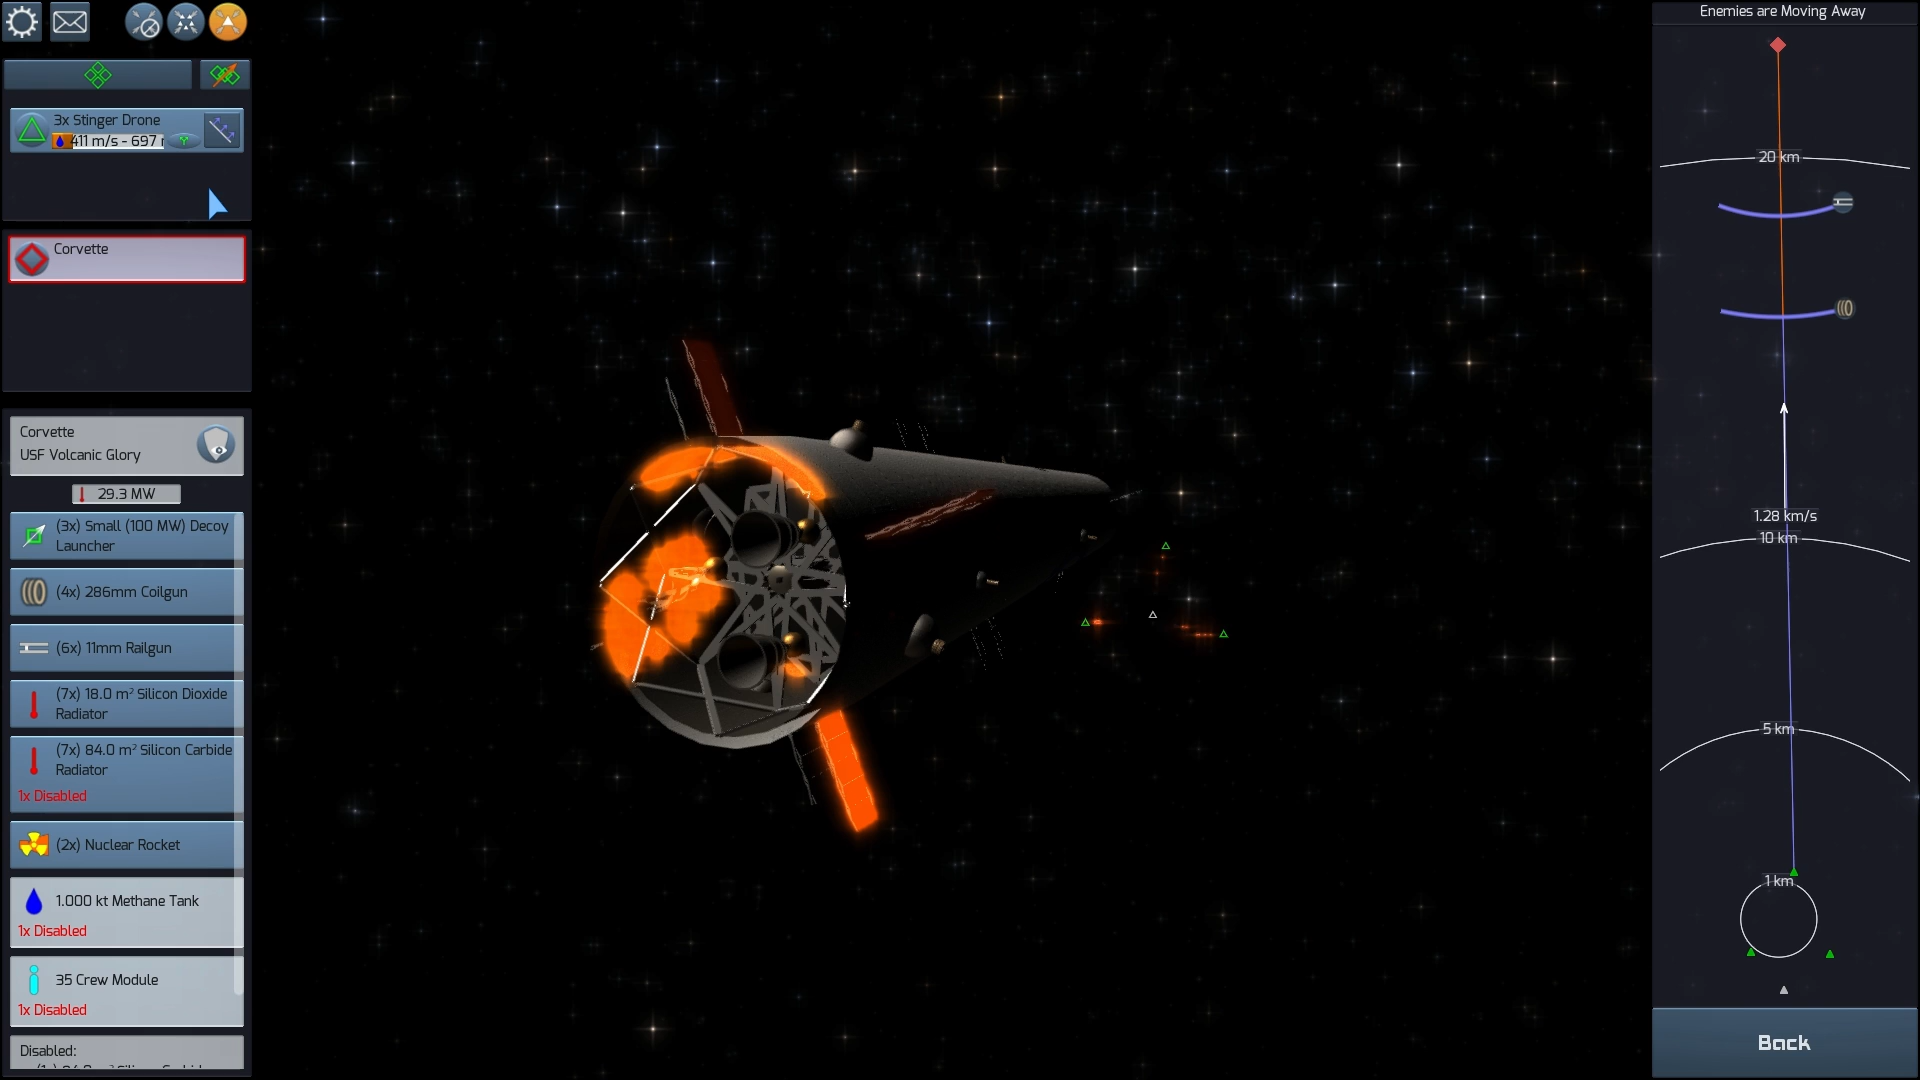 3x Stinger Drone
411 m/s - 697
Corvette
Corvette
USF Volcanic Glory
29.3 MW
(3x) Small (100 MW) Decoy
Launcher
(4x) 286mm Coilgun
(6x) 11mm Railgun
(7x) 18.0 m² Silicon Dioxide
Radiator
(7x) 84.0 m² Silicon Carbide
Radiator
1x Disabled
(2x) Nuclear Rocket
1.000 kt Methane Tank
1x Disabled
35 Crew Module
1x Disabled
Disabled:
Enemies are Moving Away
20 km
1.28 km/s
10 km
5 km
1 km
Back